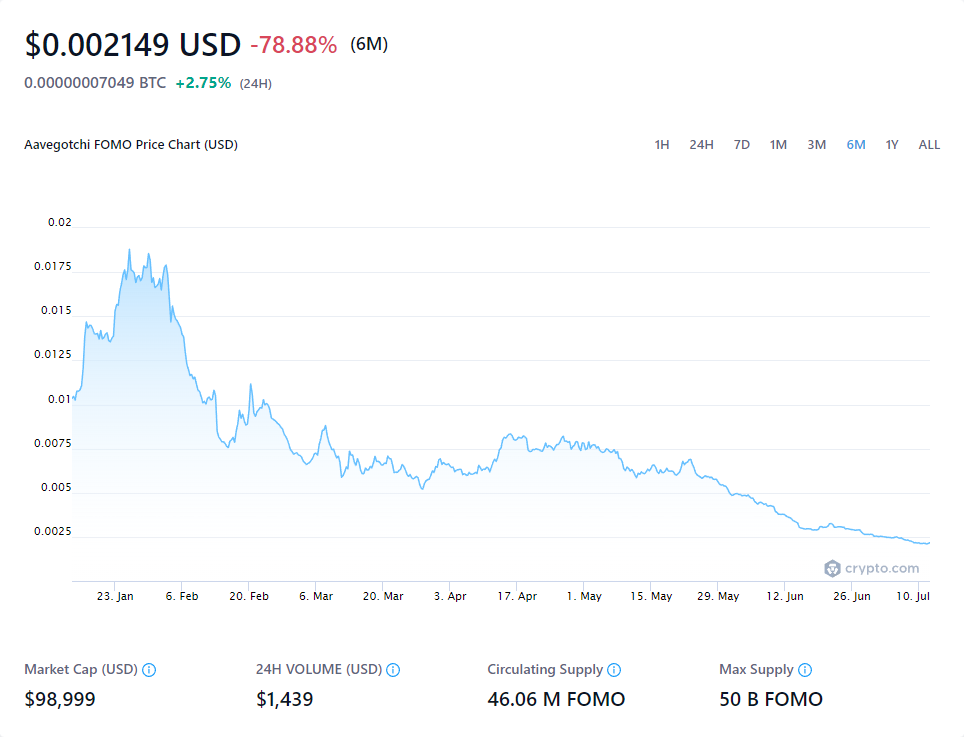 $0.002149 USD -78.88% (6M)
0.00000007049 BTC +2.75% (24H)
Aavegotchi FOMO Price Chart (USD) 1H 24H 7D 1M 3M 6M 1Y ALL
0.02
0.0175
0.015
0.0125
0.01
0.0075
0.005
0.0025
crypto.com
23. Jan 6. Feb 20. Feb 6. Mar 20. Mar 3. Apr 17. Apr 1. May 15. May 29. May 12. Jun 26. Jun 10. Jul
Market Cap (USD) 24H VOLUME (USD) Circulating Supply Max Supply
$98,999 $1,439 46.06 M FOMO 50 B FOMO